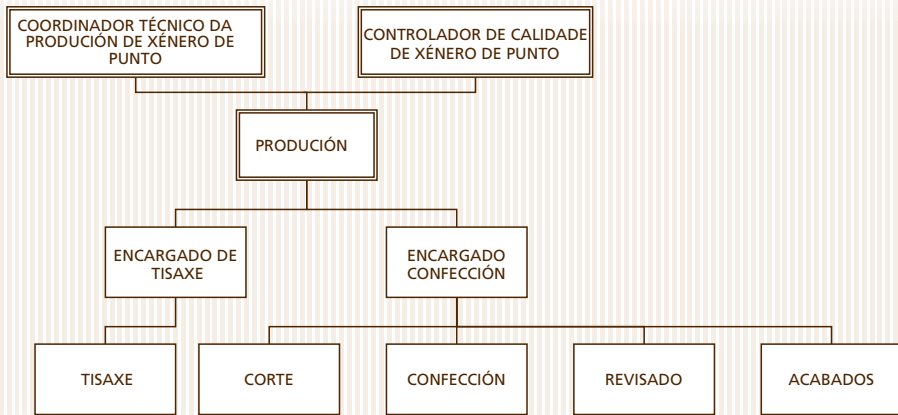 COORDINADOR TÉCNICO DA
PRODUCIÓN DE XÉNERO DE
PUNTO
CONTROLADOR DE CALIDADE
DE XÉNERO DE PUNTO
PRODUCIÓN
ENCARGADO DE
TISAXE
ENCARGADO
CONFECCIÓN
TISAXE
CORTE
CONFECCIÓN
REVISADO
ACABADOS